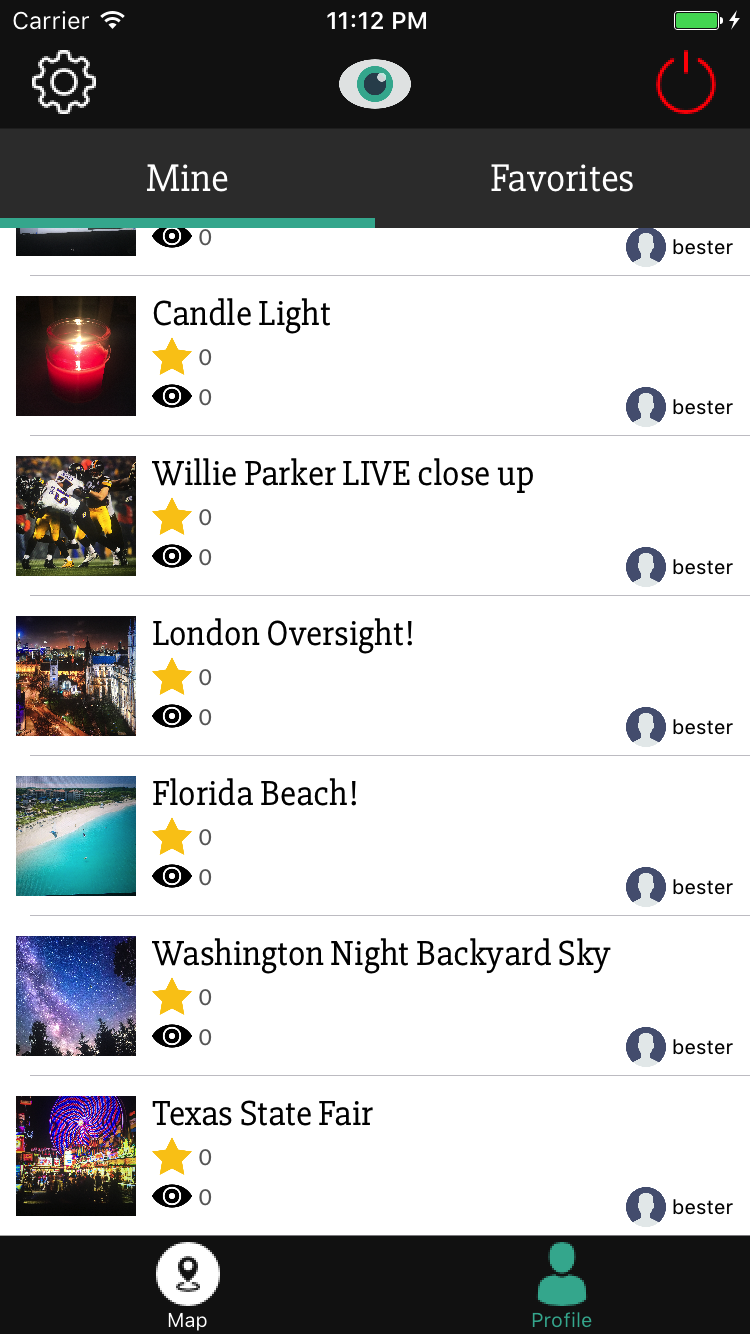 Carrier 11:12 PM
Mine Favorites
0
bester
Candle Light
0
0
bester
Willie Parker LIVE close up
0
0
bester
London Oversight!
0
0
bester
Florida Beach!
0
0
bester
Washington Night Backyard Sky
0
0
bester
Texas State Fair
0
0
bester
Map Profile